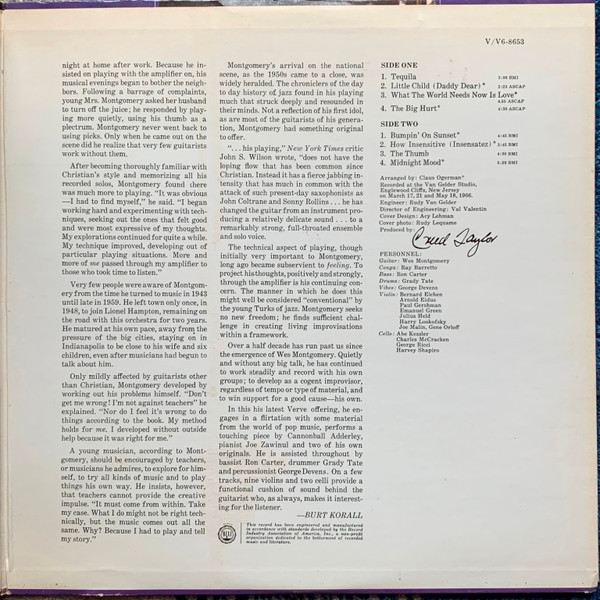 V/V6-8653
night at home after work. Because he in-
sisted on playing with the amplifier on, his
musical evenings began to bother the neigh-
bors. Following a barrage of complaints,
young Mrs. Montgomery asked her husband
to turn off the juice; he responded by play-
ing more quietly, using his thumb as a
plectrum. Montgomery never went back to
using picks. Only when he came out on the
scene did he realize that very few guitarists
work without them.
After becoming thoroughly familiar with
Christian's style and memorizing all his
recorded solos, Montgomery found there
was much more to playing. "It was obvious
—I had to find myself," he said. "I began
working hard and experimenting with tech-
niques, seeking out the ones that felt good
and were most expressive of my thoughts.
My explorations continued for quite a while.
My technique improved, developing out of
particular playing situations. More and
more of me passed through my amplifier to
those who took time to listen."
Very few people were aware of Montgom-
ery from the time he turned to music in 1943
until late in 1959. He left town only once, in
1948, to join Lionel Hampton, remaining on
the road with this orchestra for two years.
He matured at his own pace, away from the
pressure of the big cities, staying on in
Indianapolis to be close to his wife and six
children, even after musicians had begun to
talk about him.
Only mildly affected by guitarists other
than Christian, Montgomery developed by
working out his problems himself. "Don't
get me wrong! I'm not against teachers" he
explained. "Nor do I feel it's wrong to do
things according to the book. My method
holds for me. I developed without outside
help because it was right for me."
A young musician, according to Mont-
gomery, should be encouraged by teachers,
or musicians he admires, to explore for him-
self, to try all kinds of music and to play
things his own way. He insists, however,
that teachers cannot provide the creative
impulse. "It must come from within. Take
my case. What I do might not be right tech-
nically, but the music comes out all the
same. Why? Because I had to play and tell
my story."
Montgomery's arrival on the national
scene, as the 1950s came to a close, was
widely heralded. The chroniclers of the day
to day history of jazz found in his playing
much that struck deeply and resounded in
their minds. Not a reflection of his first idol,
as are most of the guitarists of his genera-
tion, Montgomery had something original
to offer.
". . . his playing," New York Times critic
John S. Wilson wrote, "does not have the
loping flow that has been common since
Christian. Instead it has a fierce jabbing in-
tensity that has much in common with the
attack of such present-day saxophonists as
John Coltrane and Sonny Rollins . . . he has
changed the guitar from an instrument pro-
ducing a relatively delicate sound . . . to a
remarkably strong, full-throated ensemble
and solo voice.
The technical aspect of playing, though
initially very important to Montgomery,
long ago became subservient to feeling. To
project his thoughts, positively and strongly,
through the amplifier is his continuing con-
cern. The manner in which he does this
might well be considered "conventional" by
the young Turks of jazz. Montgomery seeks
no new freedom; he finds sufficient chal-
lenge in creating living improvisations
within a framework.
Over a half decade has run past us since
the emergence of Wes Montgomery. Quietly
and without any big talk, he has continued
to work steadily and record with his own
groups; to develop as a cogent improvisor,
regardless of tempo or type of material, and
to win support for a good cause—his own.
In this his latest Verve offering, he en-
gages in a flirtation with some material
from the world of pop music, performs a
touching piece by Cannonball Adderley,
pianist Joe Zawinul and two of his own
originals. He is assisted throughout by
bassist Ron Carter, drummer Grady Tate
and percussionist George Devens. On a few
tracks, nine violins and two celli provide a
functional cushion of sound behind the
guitarist who, as always, makes it interest-
ing for the listener.
—BURT KORALL
This record has been engineered and manufactured
in accordance with standards developed by the Record
Industry Association of America, Inc., a non-profit
organization dedicated to the betterment of recorded
music and literature.
SIDE ONE
1. Tequila BMI
2. Little Child (Daddy Dear)* ASCAP
3. What The World Needs Now Is Love*
ASCAP
4. The Big Hurt* ASCAP
SIDE TWO
1. Bumpin' On Sunset* BMI
2. How Insensitive (Insensatez)* BMI
3. The Thumb BMI
4. Midnight Mood* BMI
Arranged by: Claus Ogerman*
Recorded at the Van Gelder Studio,
Englewood Cliffs, New Jersey
on March 17, 21 and May 18, 1966.
Engineer: Rudy Van Gelder
Director of Engineering: Val Valentin
Cover Design: Acy Lehman
Cover photo: Rudy Legname
Produced by: Creed Taylor
PERSONNEL:
Guitar: Wes Montgomery
Conga: Ray Barretto
Bass: Ron Carter
Drums: Grady Tate
Vibes: George Devens
Violin: Bernard Eichen
Arnold Eidus
Paul Gershman
Emanuel Green
Julius Held
Harry Lookofsky
Joe Malin, Gene Orloff
Cello: Abe Kessler
Charles McCracken
George Ricci
Harvey Shapiro